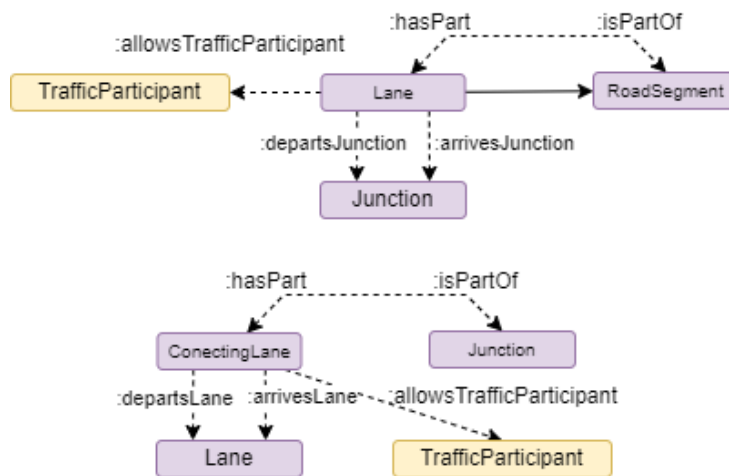 :hasPart :isPartOf
:allowsTrafficParticipant
TrafficParticipant Lane RoadSegment
:departsJunction :arrivesJunction
Junction
:hasPart :isPartOf
ConectingLane Junction
:departsLane :arrivesLane :allowsTrafficParticipant
Lane TrafficParticipant